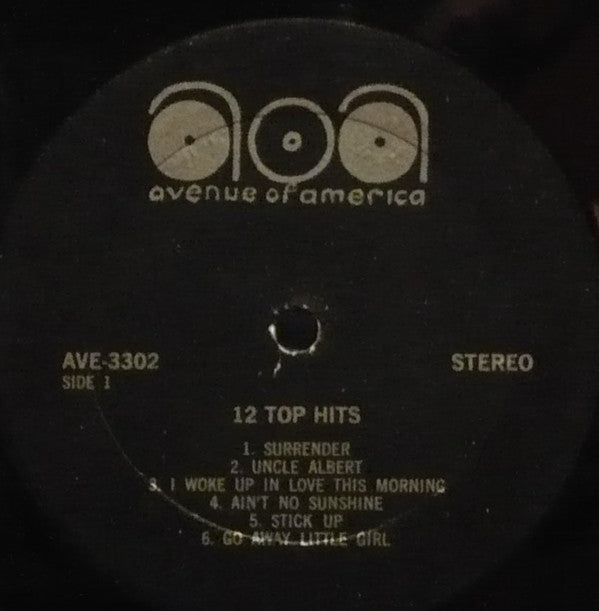 aoa
avenue of america
AVE-3302
STEREO
SIDE 1
12 TOP HITS
1. SURRENDER
2. UNCLE ALBERT
3. I WOKE UP IN LOVE THIS MORNING
4. AIN'T NO SUNSHINE
5. STICK UP
6. GO AWAY LITTLE GIRL